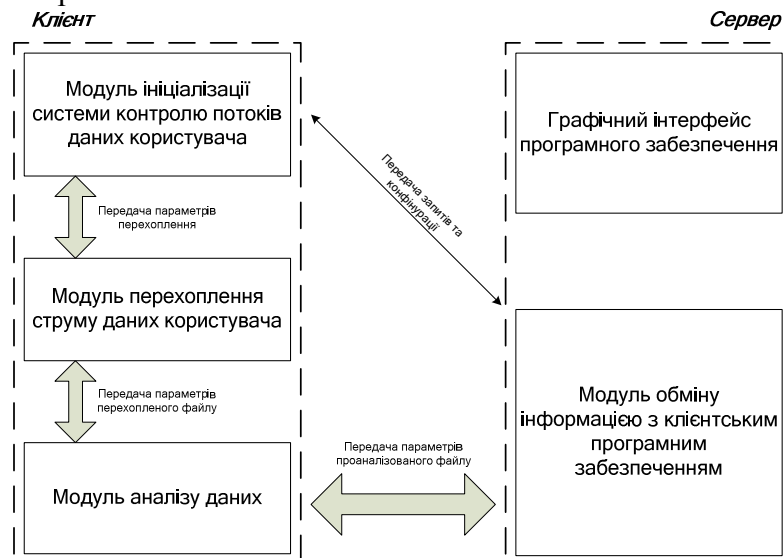 Клієнт
Сервер
Модуль ініціалізації
системи контролю потоків
даних користувача
Передача параметрів
перехоплення
Модуль перехоплення
струму даних користувача
Передача параметрів
перехопленого файлу
Модуль аналізу даних
Передача запитів та
конфінурації
Передача параметрів
проаналізованого файлу
Графічний інтерфейс
програмного забезпечення
Модуль обміну
інформацією з клієнтським
програмним
забезпеченням